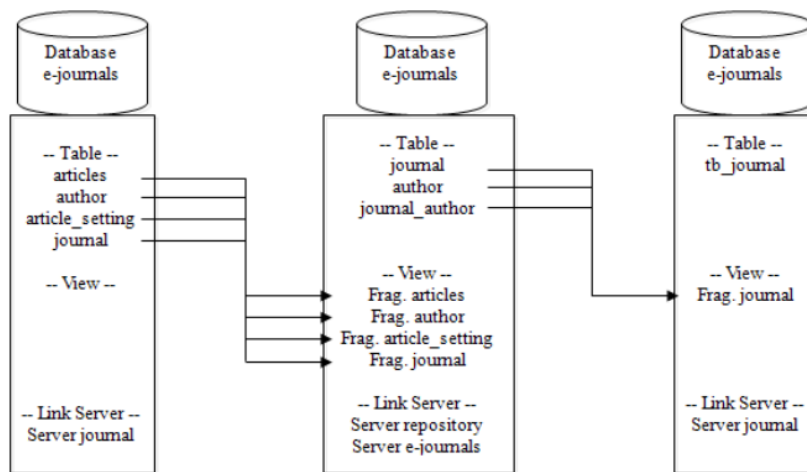 Database
e-journals
-- Table --
articles
author
article_setting
journal
-- View --
-- Link Server --
Server journal
Database
e-journals
-- Table --
journal
author
journal_author
-- View --
Frag. articles
Frag. author
Frag. article_setting
Frag. journal
-- Link Server --
Server repository
Server e-journals
Database
e-journals
-- Table --
tb_journal
-- View --
Frag. journal
-- Link Server --
Server journal